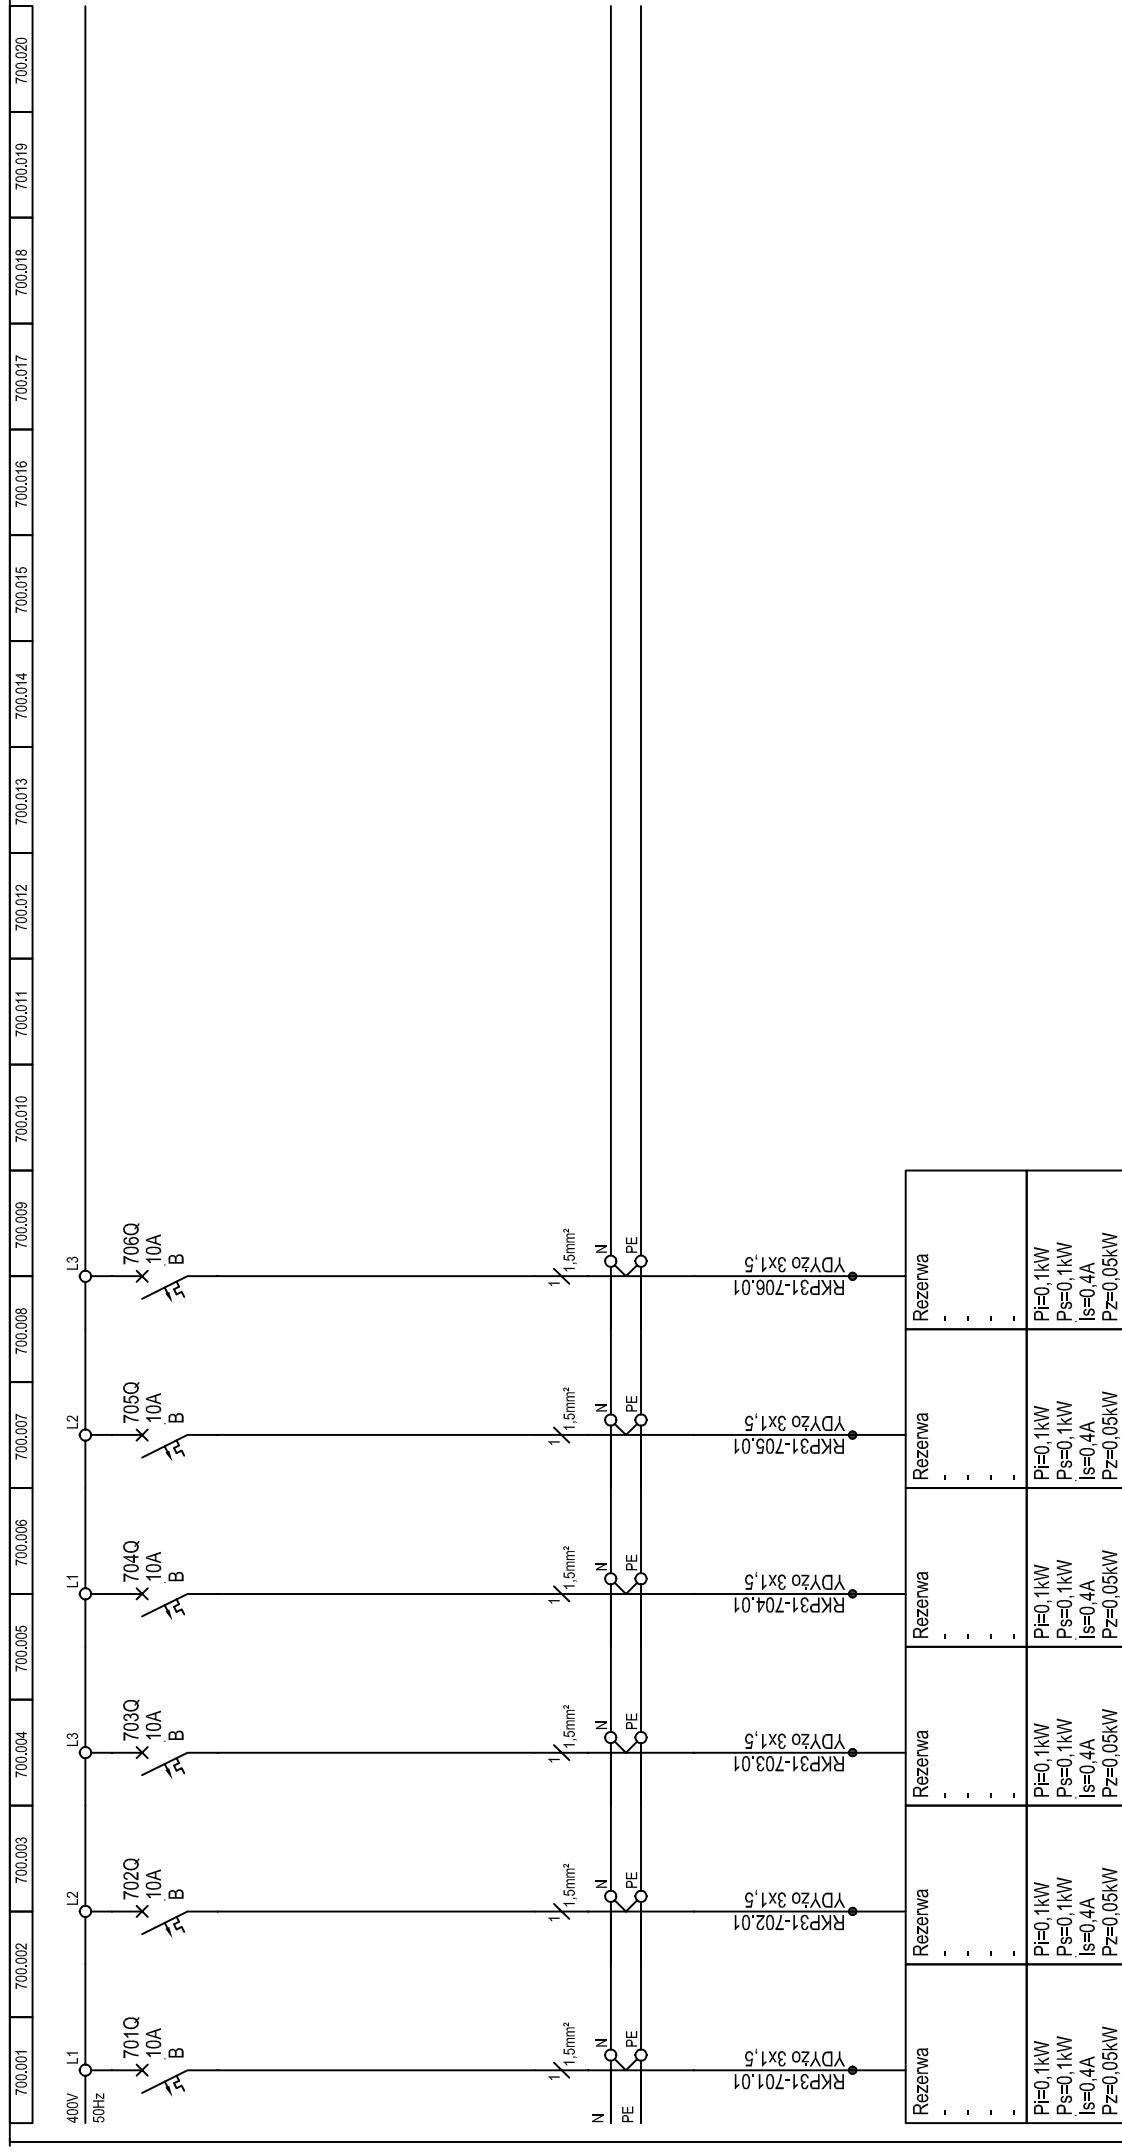 700.001 700.002 700.003 700.004 700.005 700.006 700.007 700.008 700.009 700.010 700.011 700.012 700.013 700.014 700.015 700.016 700.017 700.018 700.019 700.020
400V
50Hz
L1 L2 L3 L1 L2 L3
701Q 702Q 703Q 704Q 705Q 706Q
10A 10A 10A 10A 10A 10A
B B B B B B
1 1 1 1 1 1
1,5mm² 1,5mm² 1,5mm² 1,5mm² 1,5mm² 1,5mm²
N N N N N N N
PE PE PE PE PE PE PE
YDYżo 3x1,5 YDYżo 3x1,5 YDYżo 3x1,5 YDYżo 3x1,5 YDYżo 3x1,5 YDYżo 3x1,5
RKP31-701.01 RKP31-702.01 RKP31-703.01 RKP31-704.01 RKP31-705.01 RKP31-706.01
Rezerwa Rezerwa Rezerwa Rezerwa Rezerwa Rezerwa
Pi=0,1kW Pi=0,1kW Pi=0,1kW Pi=0,1kW Pi=0,1kW Pi=0,1kW
Ps=0,1kW Ps=0,1kW Ps=0,1kW Ps=0,1kW Ps=0,1kW Ps=0,1kW
Is=0,4A Is=0,4A Is=0,4A Is=0,4A Is=0,4A Is=0,4A
Pz=0,05kW Pz=0,05kW Pz=0,05kW Pz=0,05kW Pz=0,05kW Pz=0,05kW